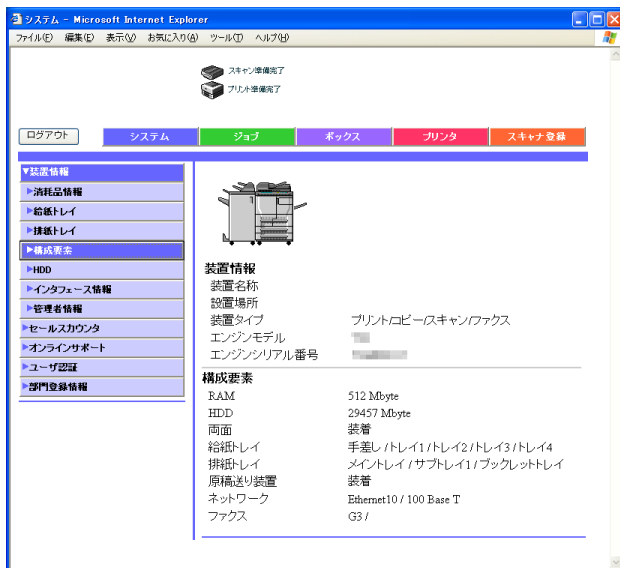 システム - Microsoft Internet Explorer
ファイル(F) 編集(E) 表示(V) お気に入り(A) ツール(T) ヘルプ(H)
スキャン準備完了
プリント準備完了
ログアウト システム ジョブ ボックス プリンタ スキャナ登録
▼装置情報
▶消耗品情報
▶給紙トレイ
▶排紙トレイ
▶構成要素
▶HDD
▶インタフェース情報
▶管理者情報
▶セールスカウンタ
▶オンラインサポート
▶ユーザ認証
▶部門登録情報
装置情報
装置名称
設置場所
装置タイプ プリント/コピー/スキャン/ファクス
エンジンモデル
エンジンシリアル番号
構成要素
RAM 512 Mbyte
HDD 29457 Mbyte
両面 装着
給紙トレイ 手差し / トレイ1 / トレイ2 / トレイ3 / トレイ4
排紙トレイ メイントレイ / サブトレイ1 / ブックレットトレイ
原稿送り装置 装着
ネットワーク Ethernet10 / 100 Base T
ファクス G3 /